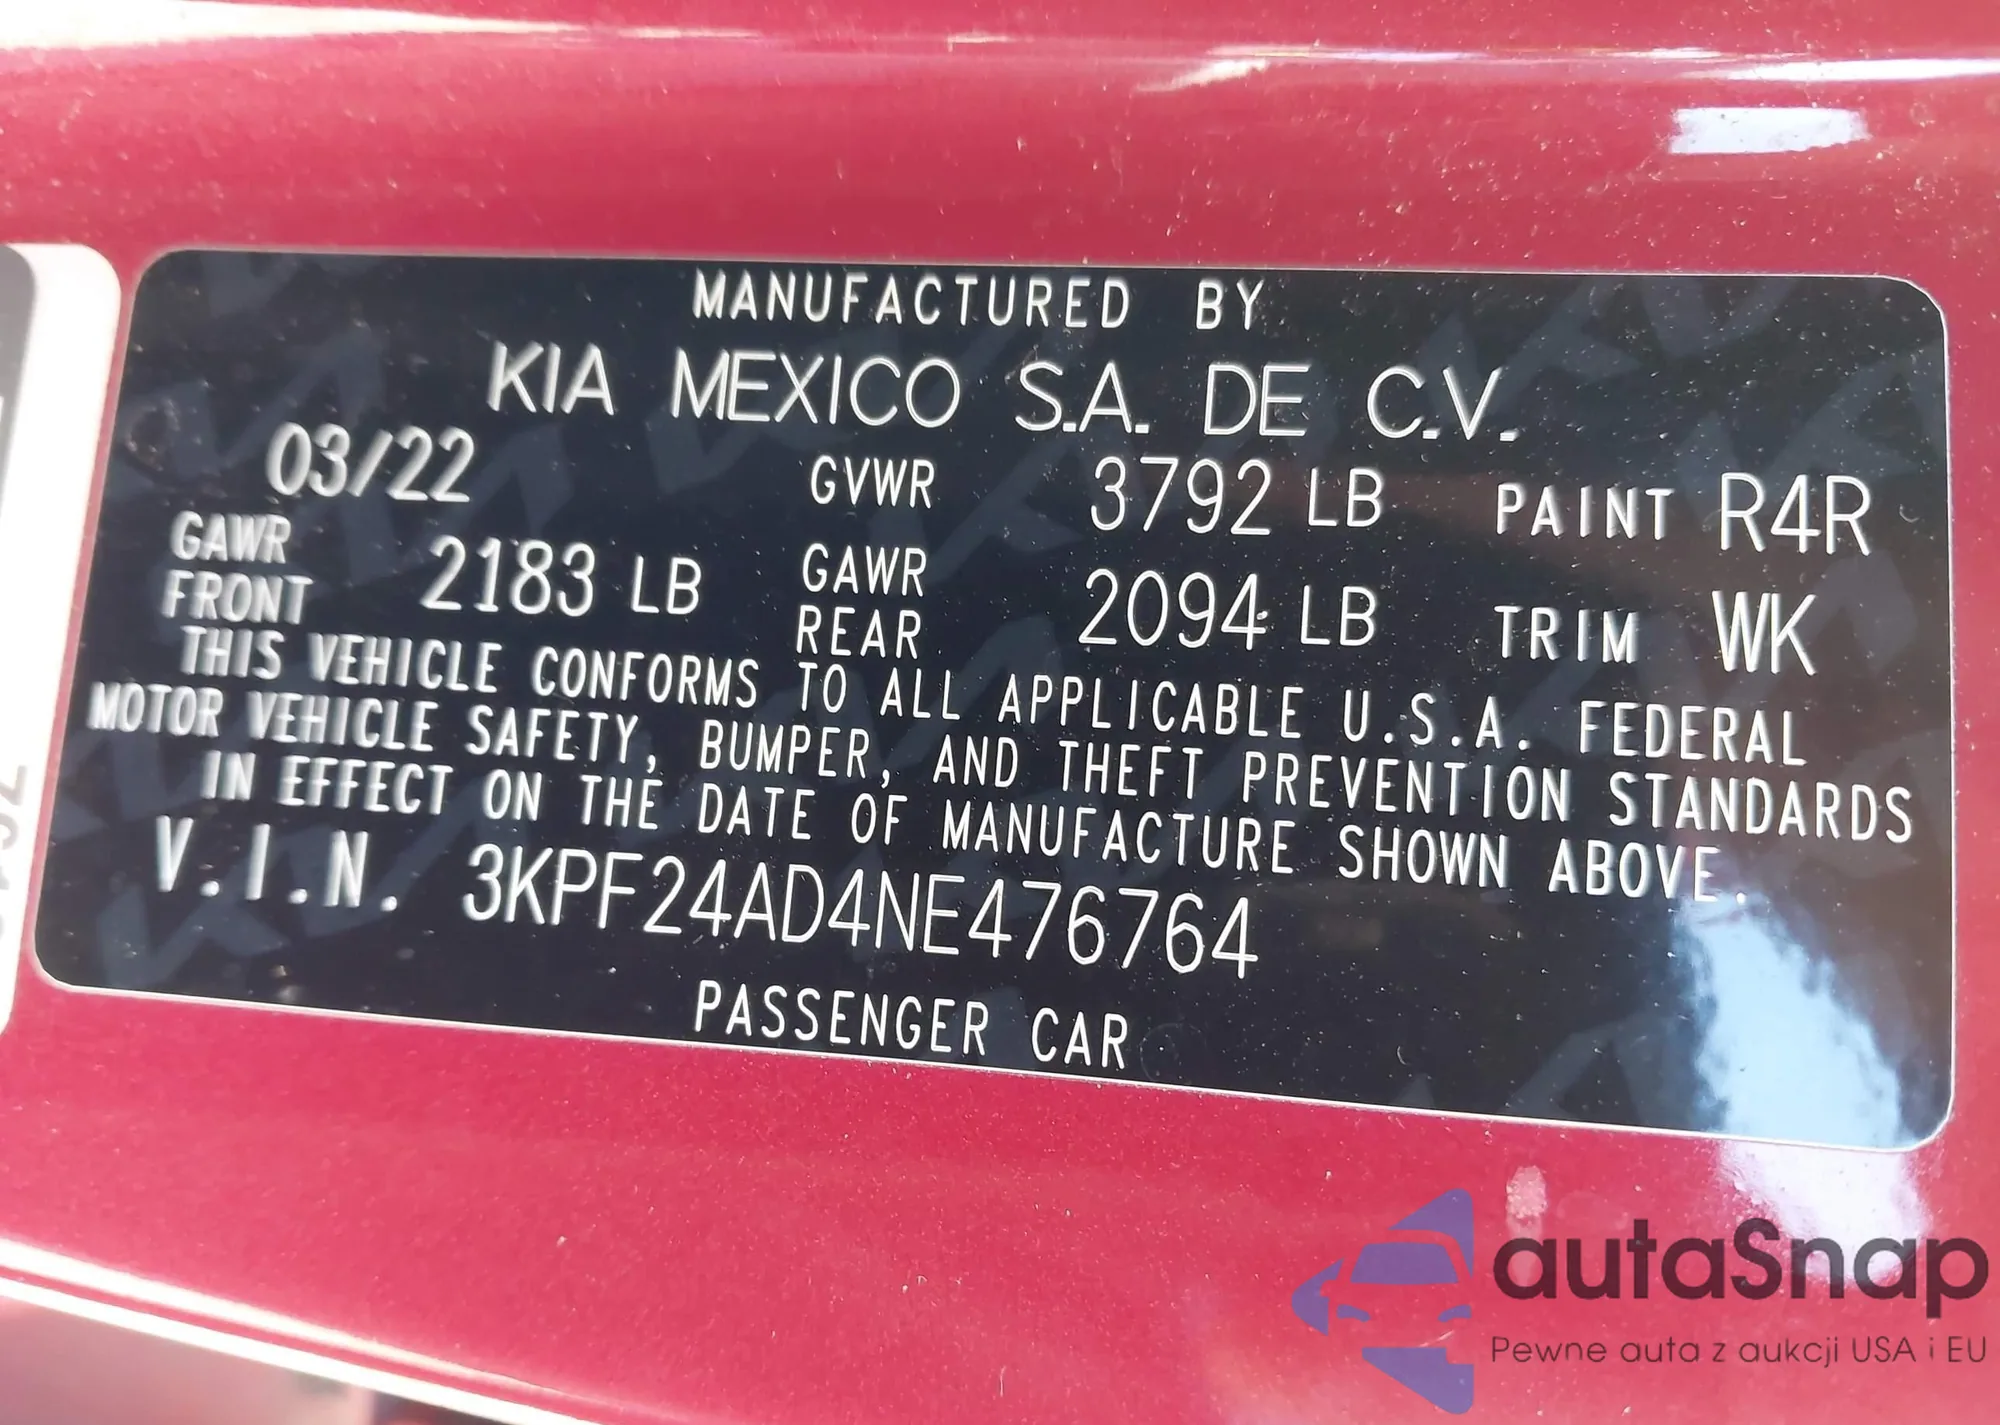 MANUFACTURED BY
KIA MEXICO S.A. DE C.V.
03/22 GVWR 3792 LB PAINT R4R
GAWR FRONT 2183 LB GAWR REAR 2094 LB TRIM WK
THIS VEHICLE CONFORMS TO ALL APPLICABLE U.S.A. FEDERAL
MOTOR VEHICLE SAFETY, BUMPER, AND THEFT PREVENTION STANDARDS
IN EFFECT ON THE DATE OF MANUFACTURE SHOWN ABOVE.
V.I.N. 3KPF24AD4NE476764
PASSENGER CAR
autaSnap
Pewne auta z aukcji USA i EU